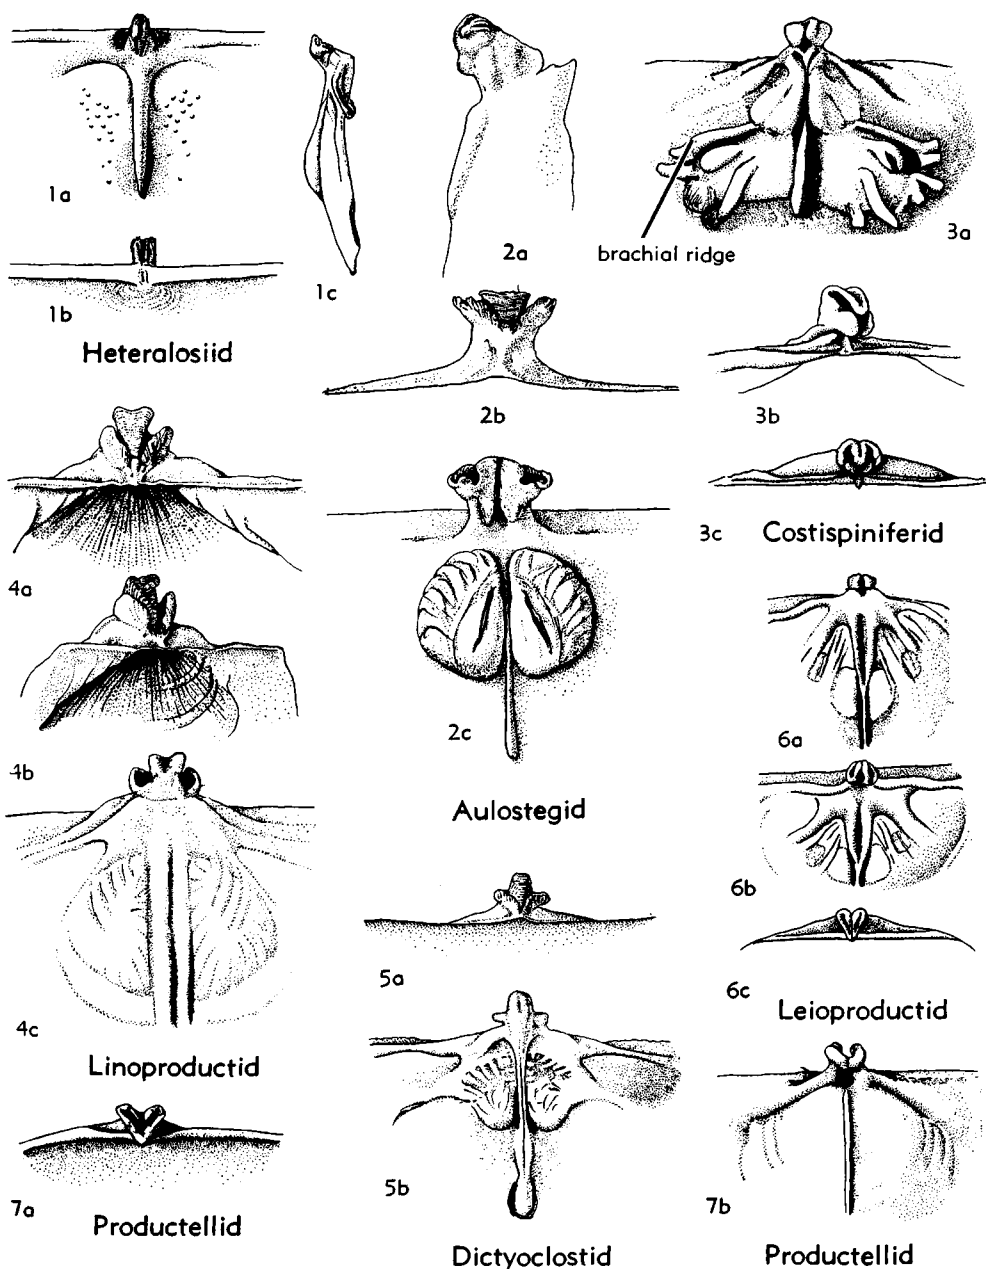 1a
1b
1c
Heteralosiid
2a
2b
2c
Aulostegid
3a
brachial ridge
3b
3c
Costispiniferid
4a
4b
4c
Linoproductid
5a
5b
Dictyoclostid
6a
6b
6c
Leioproductid
7a
Productellid
7b
Productellid